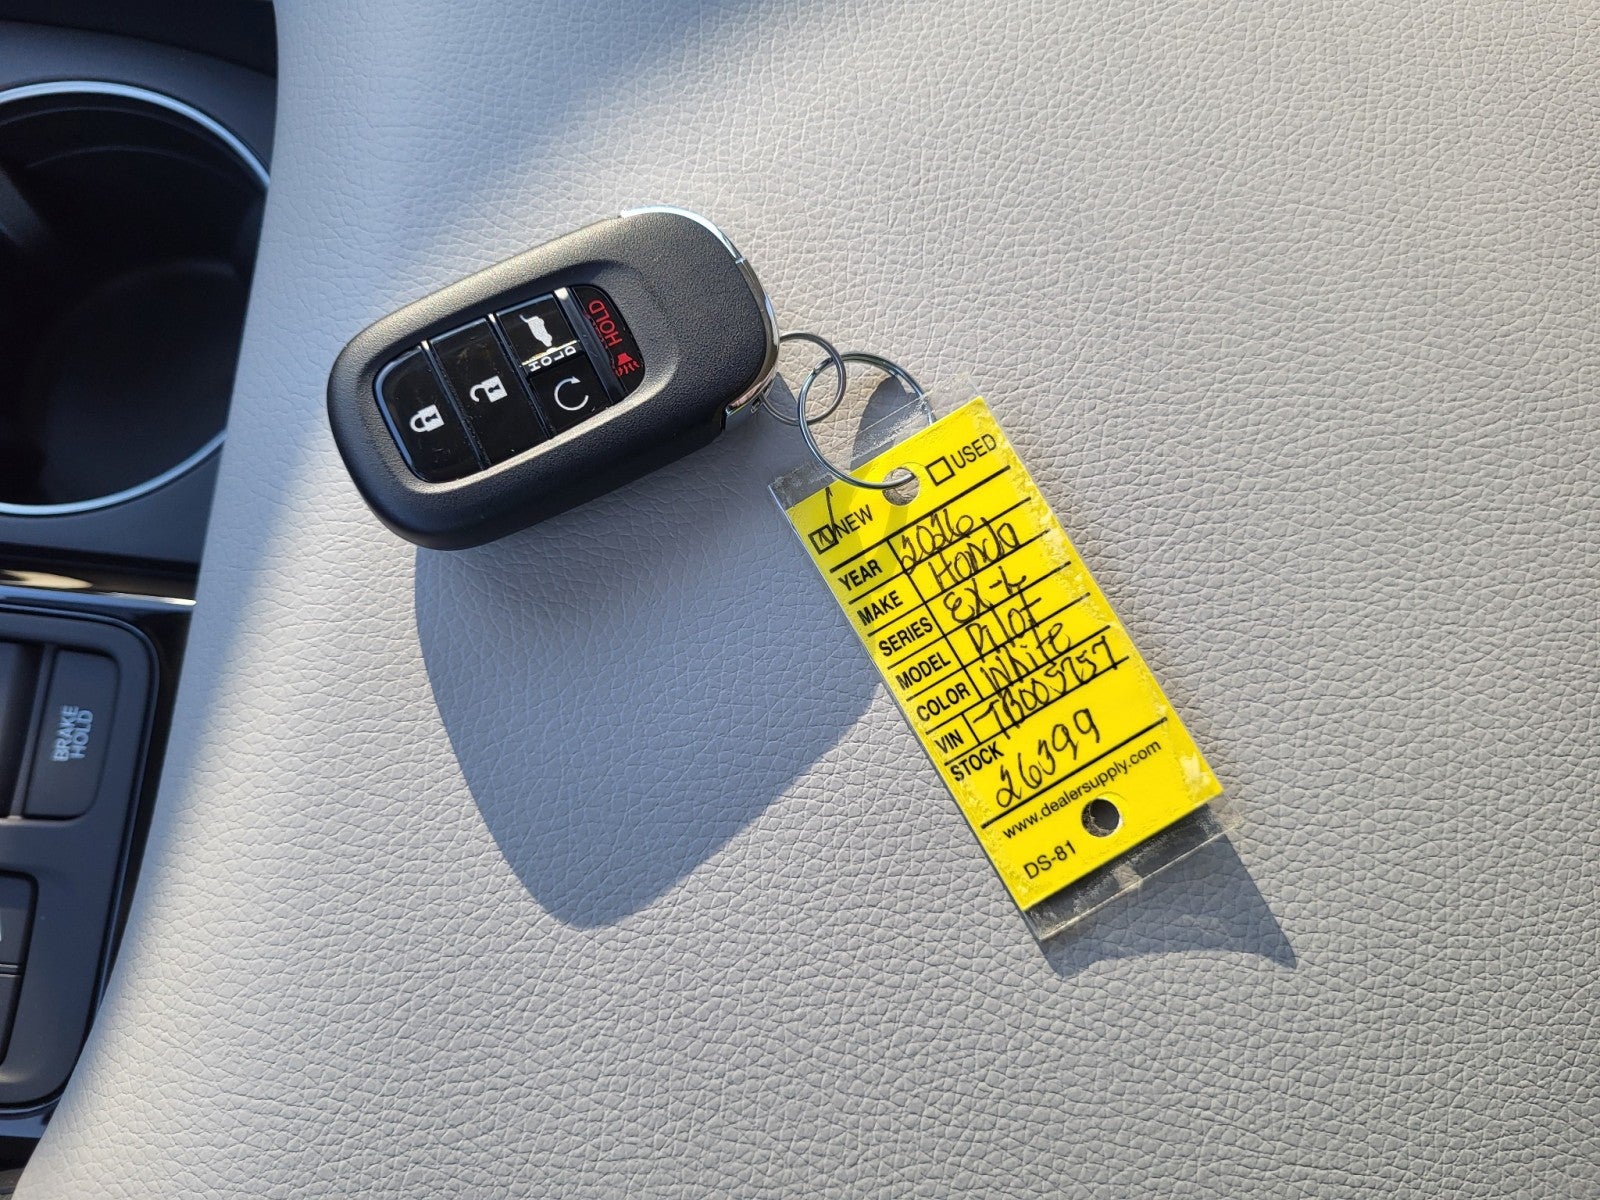 HOLD
HOLD
BRAKE
HOLD
NEW USED
YEAR 2026
MAKE Honda
SERIES EX-L
MODEL Pilot
COLOR White
VIN TB005757
STOCK
26399
www.dealersupply.com
DS-81